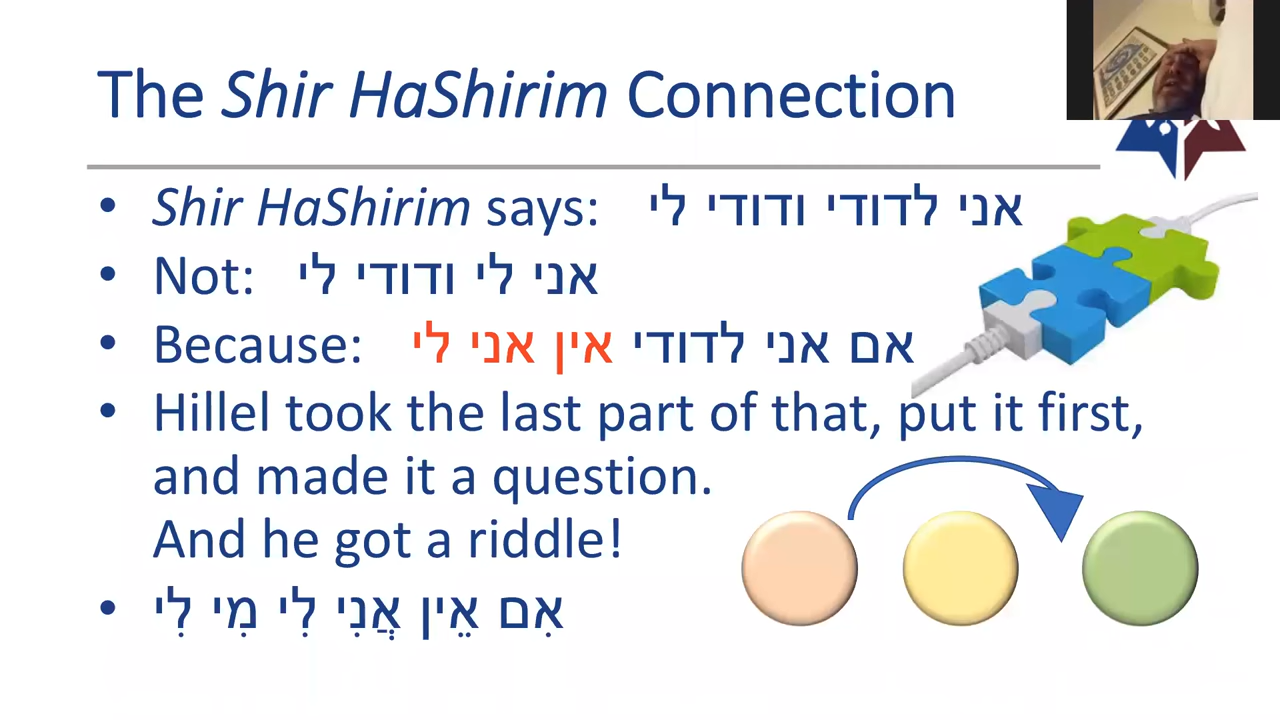 The Shir HaShirim Connection
• Shir HaShirim says: אני לדודי ודודי לי
• Not: אני לי ודודי לי
• Because: אם אני לדודי אין אני לי
• Hillel took the last part of that, put it first,
and made it a question.
And he got a riddle!
• אִם אֵין אֲנִי לִי מִי לִי